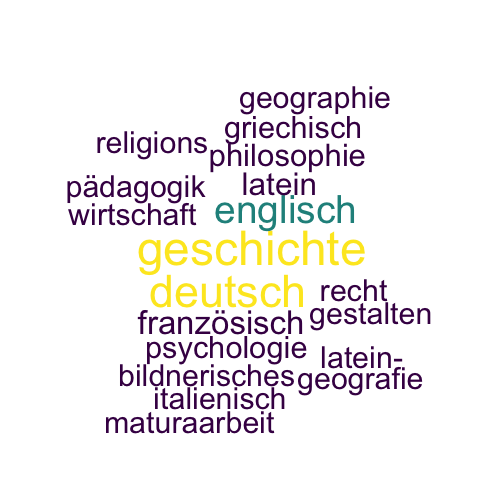 geographie
griechisch
religions
philosophie
pädagogik
latein
wirtschaft
englisch
geschichte
deutsch
recht
gestalten
französisch
psychologie
latein-
bildnerisches
geografie
italienisch
maturaarbeit